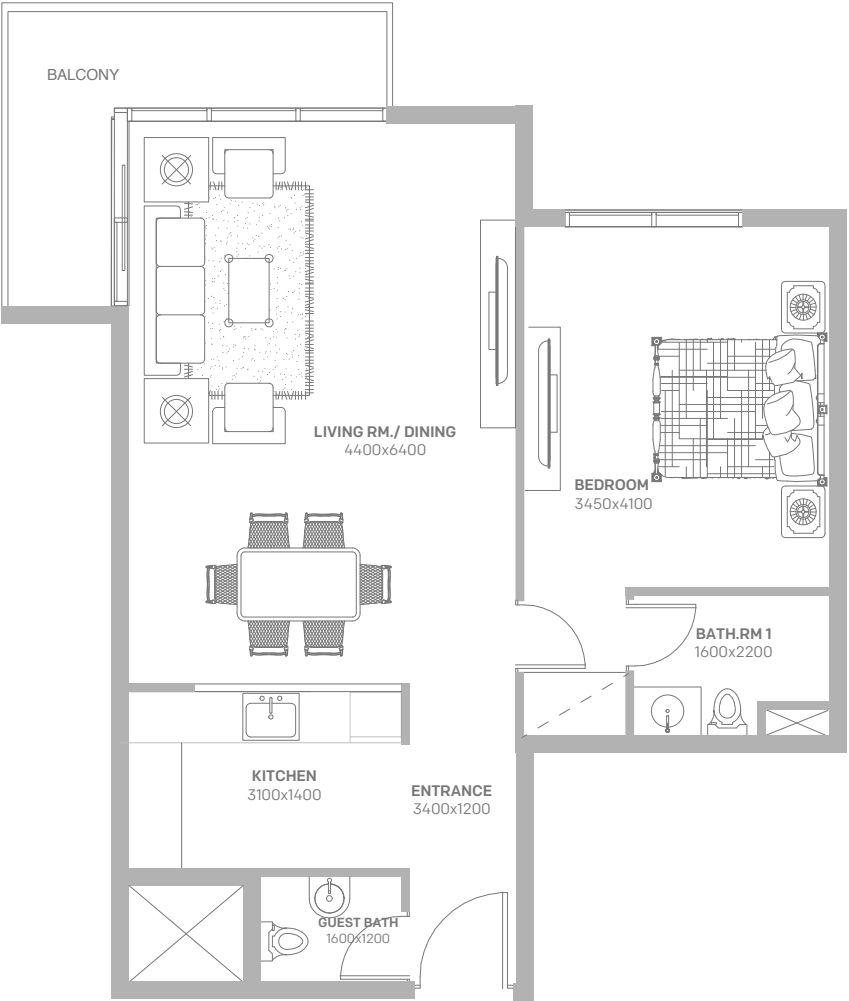 BALCONY
LIVING RM./ DINING
4400x6400
BEDROOM
3450x4100
BATH.RM 1
1600x2200
KITCHEN
3100x1400
ENTRANCE
3400x1200
GUEST BATH
1600x1200